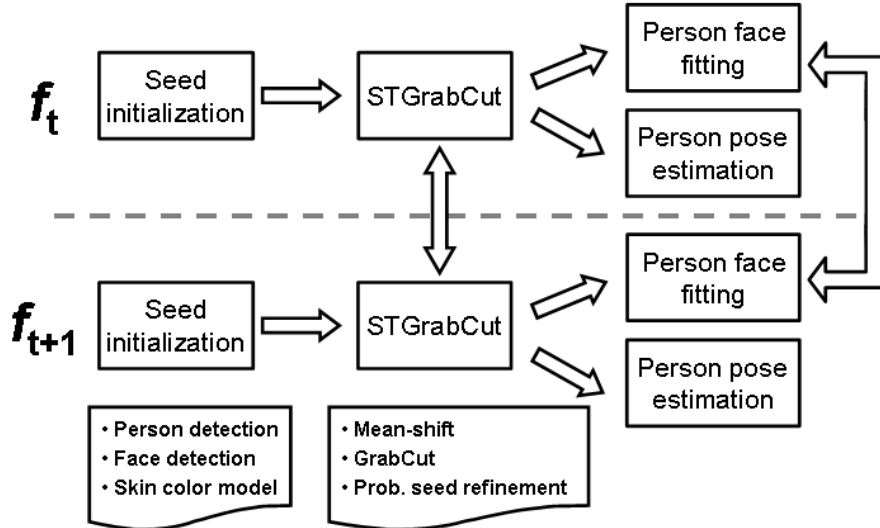 f t
Seed
initialization
STGrabCut
Person face
fitting
Person pose
estimation
f t+1
Seed
initialization
STGrabCut
Person face
fitting
Person pose
estimation
· Person detection
· Face detection
· Skin color model
· Mean-shift
· GrabCut
· Prob. seed refinement